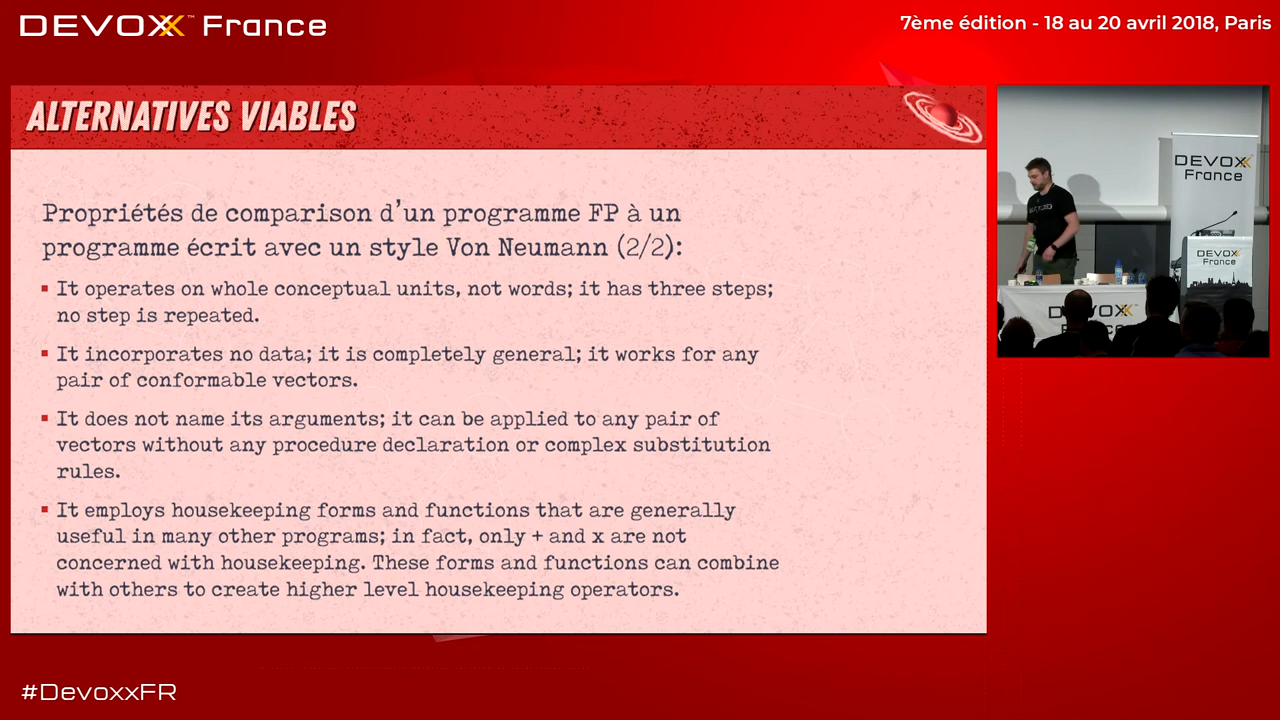 DEVOXX™ France
7ème édition - 18 au 20 avril 2018, Paris
ALTERNATIVES VIABLES
Propriétés de comparison d'un programme FP à un
programme écrit avec un style Von Neumann (2/2):
▪ It operates on whole conceptual units, not words; it has three steps;
no step is repeated.
▪ It incorporates no data; it is completely general; it works for any
pair of conformable vectors.
▪ It does not name its arguments; it can be applied to any pair of
vectors without any procedure declaration or complex substitution
rules.
▪ It employs housekeeping forms and functions that are generally
useful in many other programs; in fact, only + and x are not
concerned with housekeeping. These forms and functions can combine
with others to create higher level housekeeping operators.
DEVOXX
France
DEVOXX
France
DEVOXX
#DevoxxFR